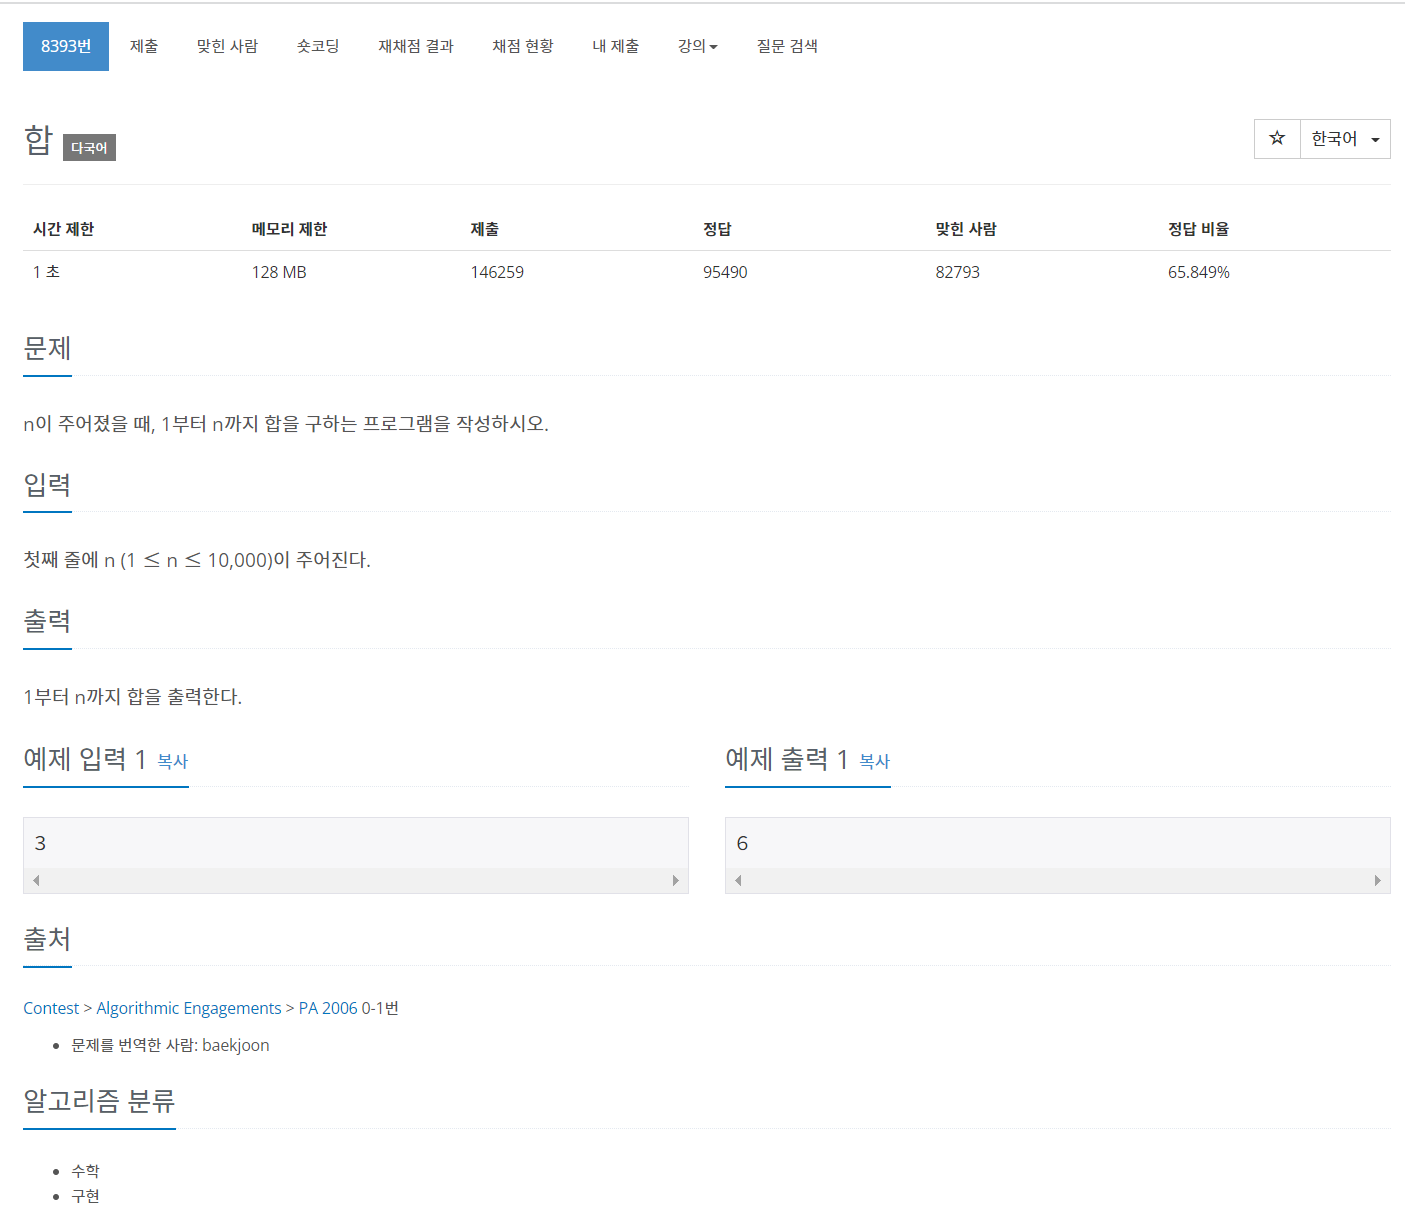 8393번 제출 맞힌 사람 숏코딩 재채점 결과 채점 현황 내 제출 강의 질문 검색
합 다국어
☆ 한국어
시간 제한 메모리 제한 제출 정답 맞힌 사람 정답 비율
1 초 128 MB 146259 95490 82793 65.849%
문제
n이 주어졌을 때, 1부터 n까지 합을 구하는 프로그램을 작성하시오.
입력
첫째 줄에 n (1 ≤ n ≤ 10,000)이 주어진다.
출력
1부터 n까지 합을 출력한다.
예제 입력 1 복사
3
예제 출력 1 복사
6
출처
Contest > Algorithmic Engagements > PA 2006 0-1번
• 문제를 번역한 사람: baekjoon
알고리즘 분류
• 수학
• 구현